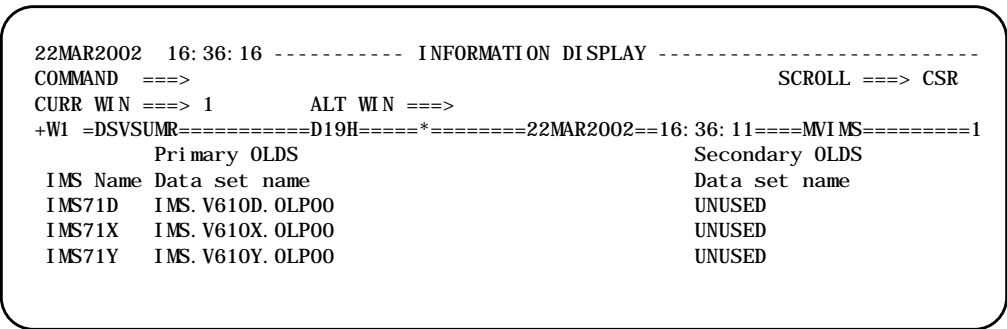 22MAR2002  16:36:16 ----------- INFORMATION DISPLAY ---------------------------
COMMAND  ===>                                                  SCROLL ===> CSR
CURR WIN ===> 1        ALT WIN ===>
+W1 =DSVSUMR===========D19H=====*========22MAR2002==16:36:11====MVIMS=========1
          Primary OLDS                                  Secondary OLDS
 IMS Name Data set name                                 Data set name
 IMS71D   IMS.V610D.OLP00                               UNUSED
 IMS71X   IMS.V610X.OLP00                               UNUSED
 IMS71Y   IMS.V610Y.OLP00                               UNUSED